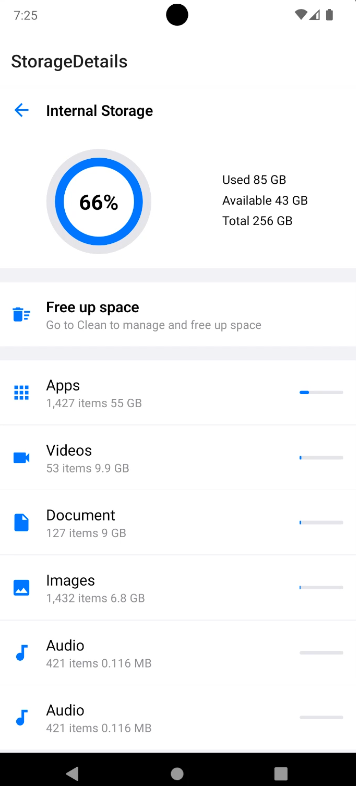 7:25
StorageDetails
Internal Storage
66%
Used 85 GB
Available 43 GB
Total 256 GB
Free up space
Go to Clean to manage and free up space
Apps
1,427 items 55 GB
Videos
53 items 9.9 GB
Document
127 items 9 GB
Images
1,432 items 6.8 GB
Audio
421 items 0.116 MB
Audio
421 items 0.116 MB